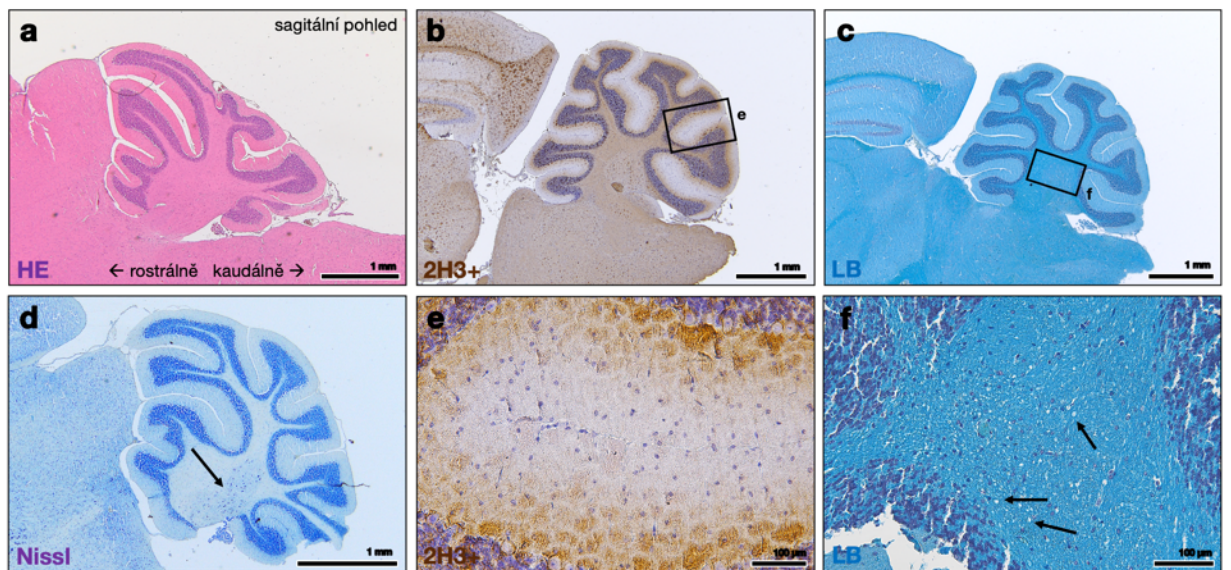 a
sagitální pohled
HE
← rostrálně kaudálně →
1 mm
b
e
2H3+
1 mm
c
f
LB
1 mm
d
Nissl
1 mm
e
2H3+
100 µm
f
LB
100 µm